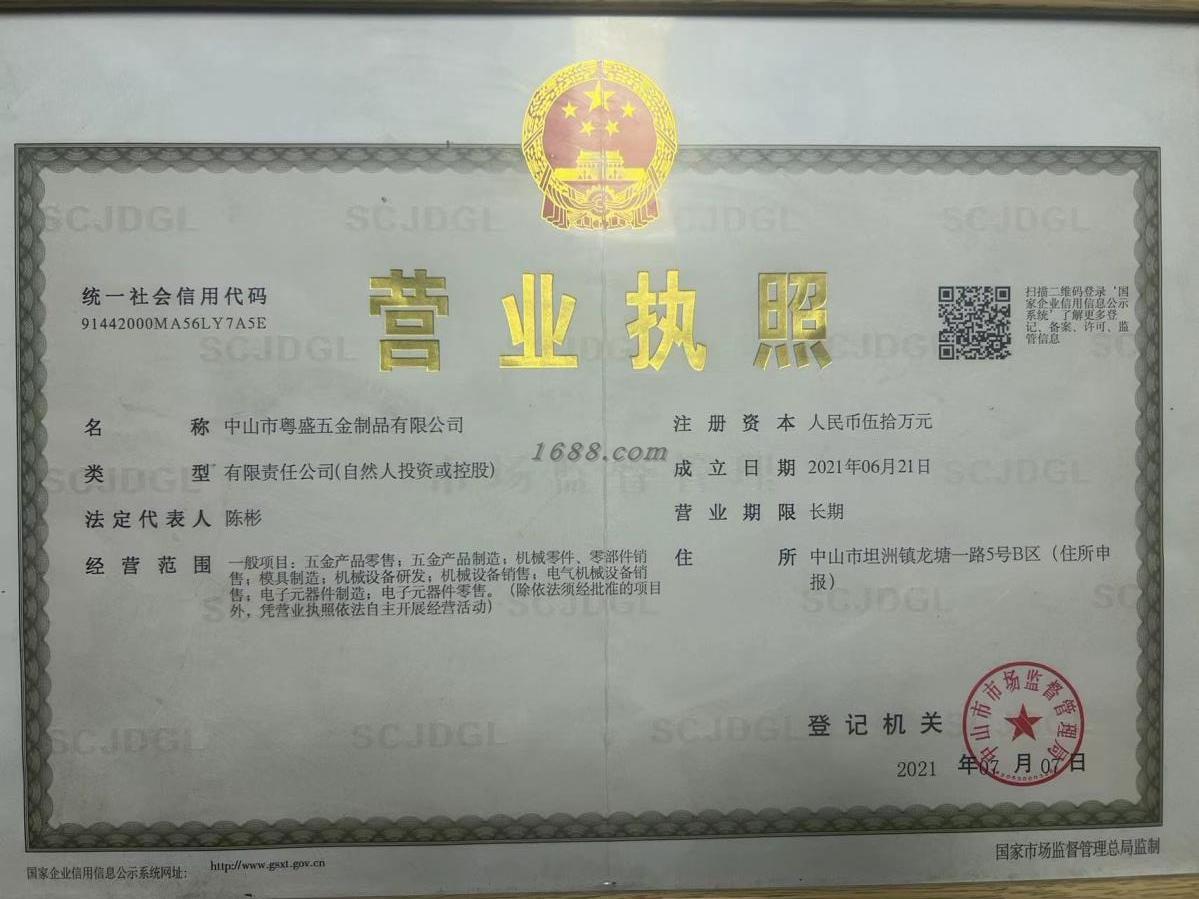 营业执照
统一社会信用代码
91442000MA56LY7A5E
扫描二维码登录‘国
家企业信用信息公示
系统’了解更多登
记、备案、许可、监
管信息
名称 中山市粤盛五金制品有限公司
类型 有限责任公司(自然人投资或控股)
法定代表人 陈彬
经营范围 一般项目：五金产品零售；五金产品制造；机械零件、零部件销
售；模具制造；机械设备研发；机械设备销售；电气机械设备销
售；电子元器件制造；电子元器件零售。（除依法须经批准的项目
外，凭营业执照依法自主开展经营活动）
注册资本 人民币伍拾万元
成立日期 2021年06月21日
营业期限 长期
住所 中山市坦洲镇龙塘一路5号B区（住所申
报）
1688.com
SCJDGL
市场监督管理
登记机关
中山市市场监督管理局
2021 年07 月 07日
国家企业信用信息公示系统网址：
http://www.gsxt.gov.cn
国家市场监督管理总局监制